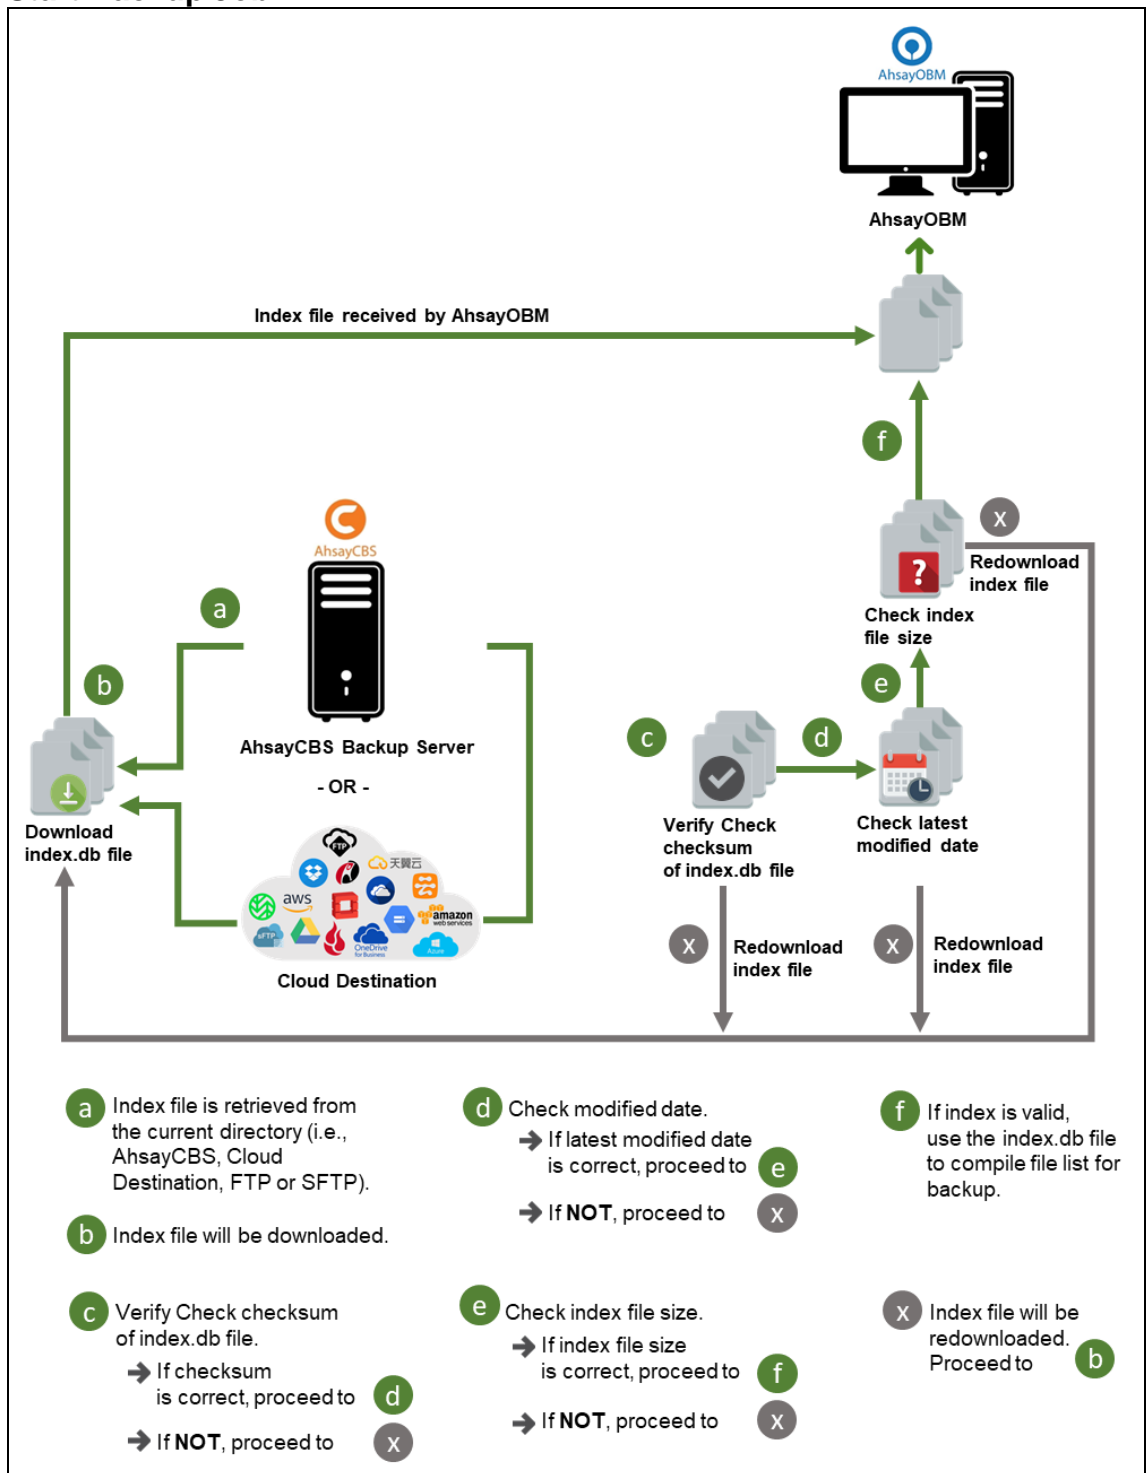 AhsayOBM
AhsayOBM
Index file received by AhsayOBM
f
x
Redownload
index file
Check index
file size
AhsayCBS
a
b
e
c
d
AhsayCBS Backup Server
- OR -
Download
index.db file
Verify Check
checksum
of index.db file
Check latest
modified date
FTP
天翼云
aws
amazon
web services
SFTP
OneDrive
for Business
Azure
Cloud Destination
x
Redownload
index file
x
Redownload
index file
a Index file is retrieved from
the current directory (i.e.,
AhsayCBS, Cloud
Destination, FTP or SFTP).
b Index file will be downloaded.
c Verify Check checksum
of index.db file.
➔ If checksum
is correct, proceed to d
➔ If NOT, proceed to x
d Check modified date.
➔ If latest modified date
is correct, proceed to e
➔ If NOT, proceed to x
e Check index file size.
➔ If index file size
is correct, proceed to f
➔ If NOT, proceed to x
f If index is valid,
use the index.db file
to compile file list for
backup.
x Index file will be
redownloaded.
Proceed to b